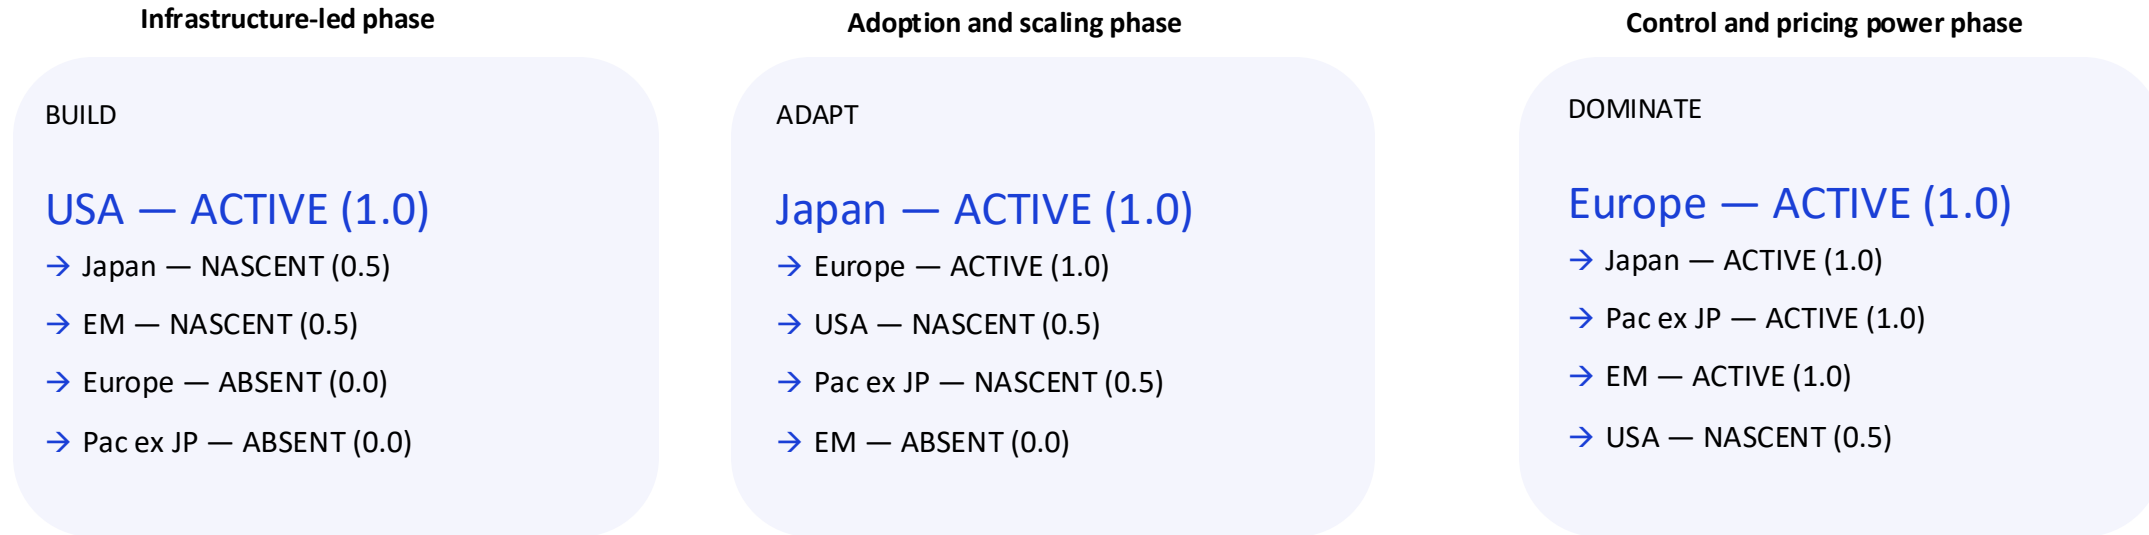 Infrastructure-led phase
BUILD
USA — ACTIVE (1.0)
→ Japan — NASCENT (0.5)
→ EM — NASCENT (0.5)
→ Europe — ABSENT (0.0)
→ Pac ex JP — ABSENT (0.0)
Adoption and scaling phase
ADAPT
Japan — ACTIVE (1.0)
→ Europe — ACTIVE (1.0)
→ USA — NASCENT (0.5)
→ Pac ex JP — NASCENT (0.5)
→ EM — ABSENT (0.0)
Control and pricing power phase
DOMINATE
Europe — ACTIVE (1.0)
→ Japan — ACTIVE (1.0)
→ Pac ex JP — ACTIVE (1.0)
→ EM — ACTIVE (1.0)
→ USA — NASCENT (0.5)